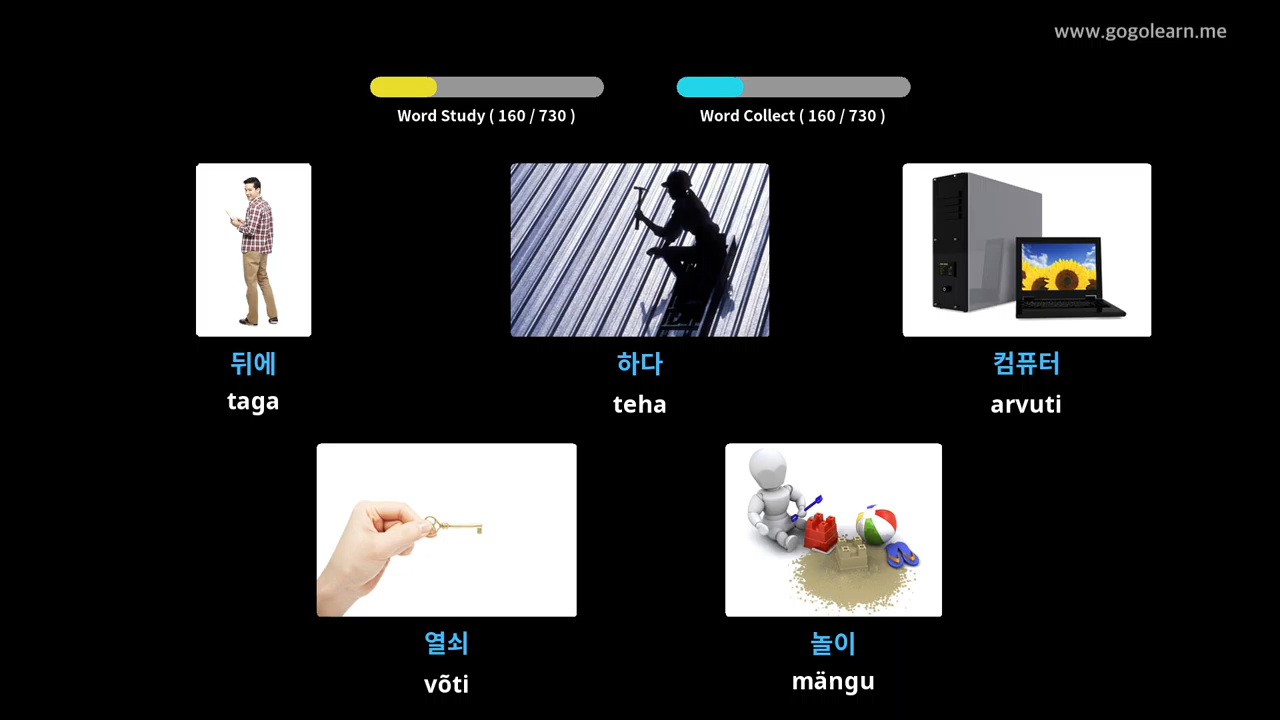 www.gogolearn.me
Word Study ( 160 / 730 )
Word Collect ( 160 / 730 )
뒤에
taga
하다
teha
컴퓨터
arvuti
열쇠
võti
놀이
mängu